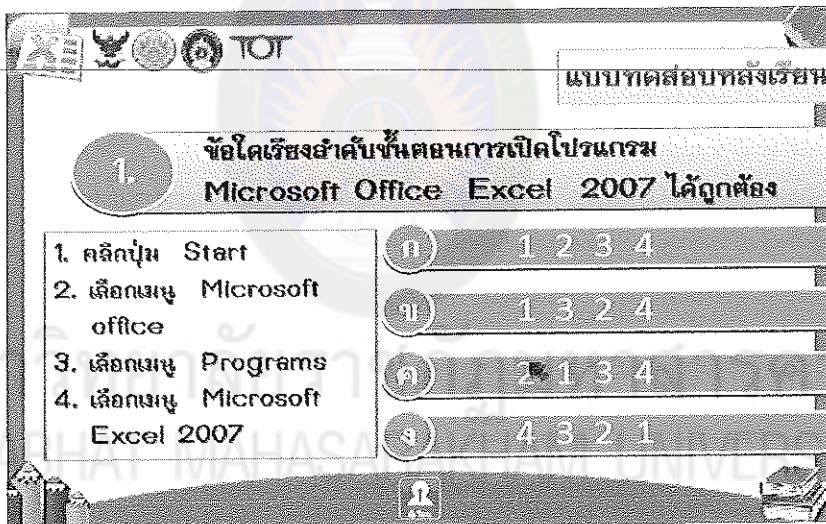 TOT
แบบทดสอบหลังเรียน
1.
ข้อใดเรียงลำดับขั้นตอนการเปิดโปรแกรม
Microsoft Office Excel 2007 ได้ถูกต้อง
1. คลิกปุ่ม Start
2. เลือกเมนู Microsoft
office
3. เลือกเมนู Programs
4. เลือกเมนู Microsoft
Excel 2007
ก 1 2 3 4
ข 1 3 2 4
ค 2 1 3 4
ง 4 3 2 1